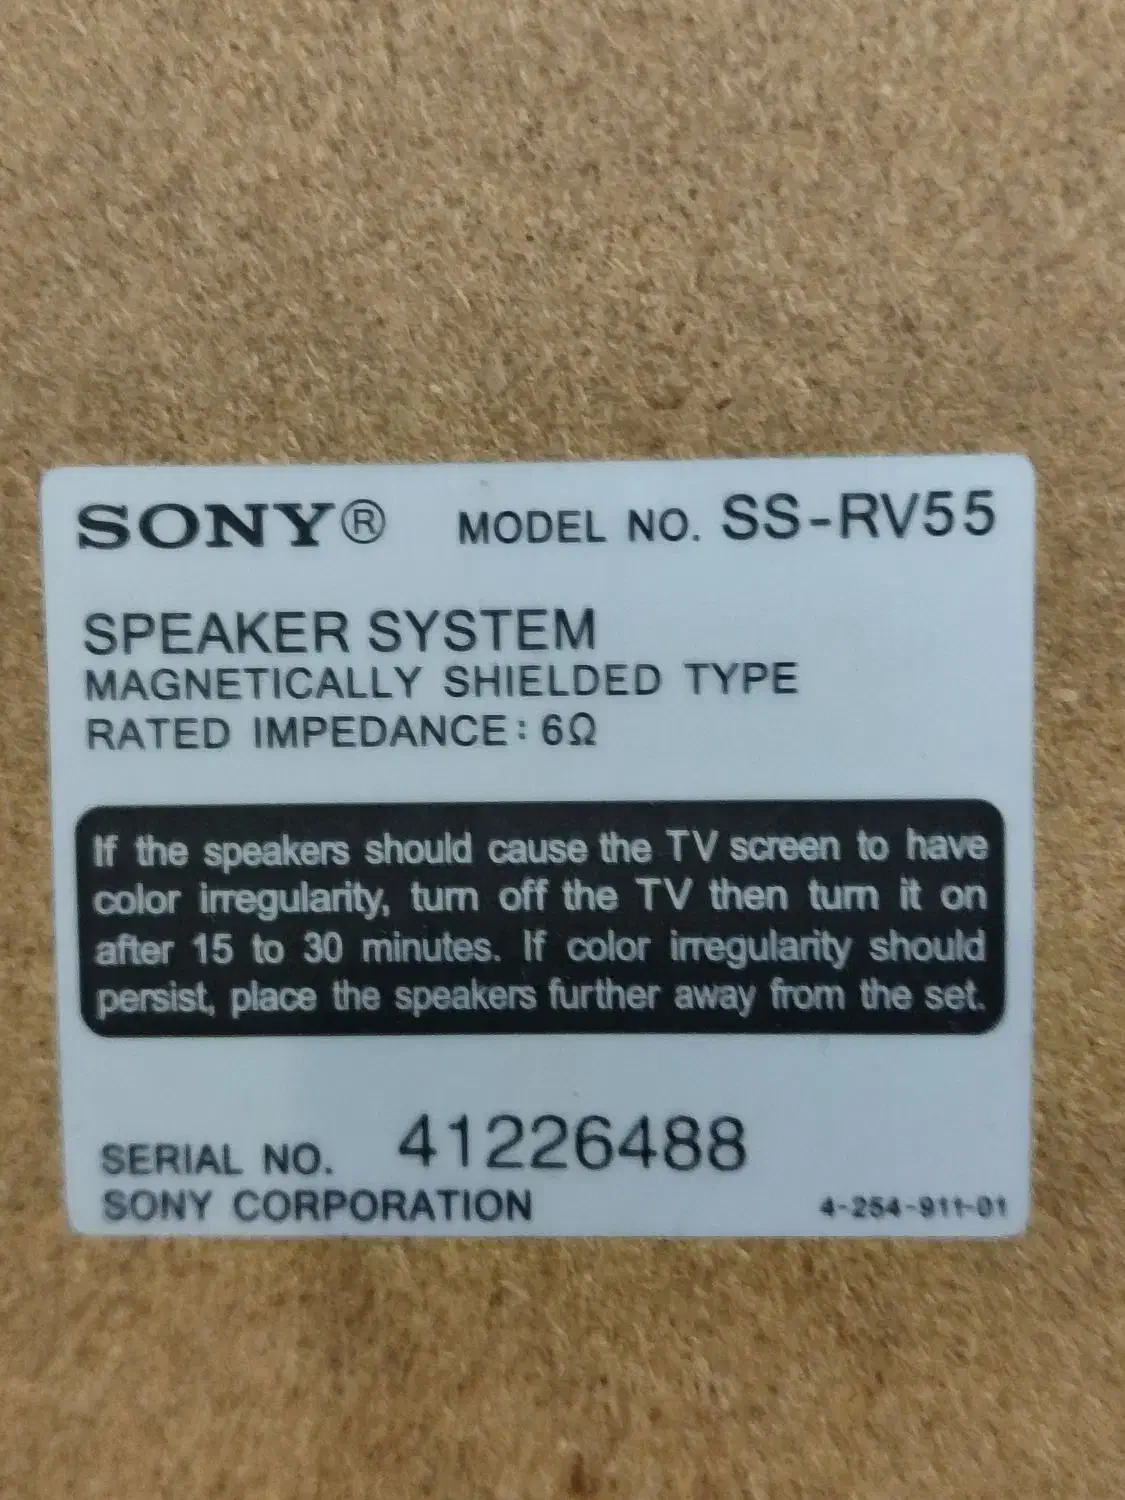 SONY® MODEL NO. SS-RV55
SPEAKER SYSTEM
MAGNETICALLY SHIELDED TYPE
RATED IMPEDANCE: 6Ω
If the speakers should cause the TV screen to have
color irregularity, turn off the TV then turn it on
after 15 to 30 minutes. If color irregularity should
persist, place the speakers further away from the set.
SERIAL NO. 41226488
SONY CORPORATION 4-254-911-01